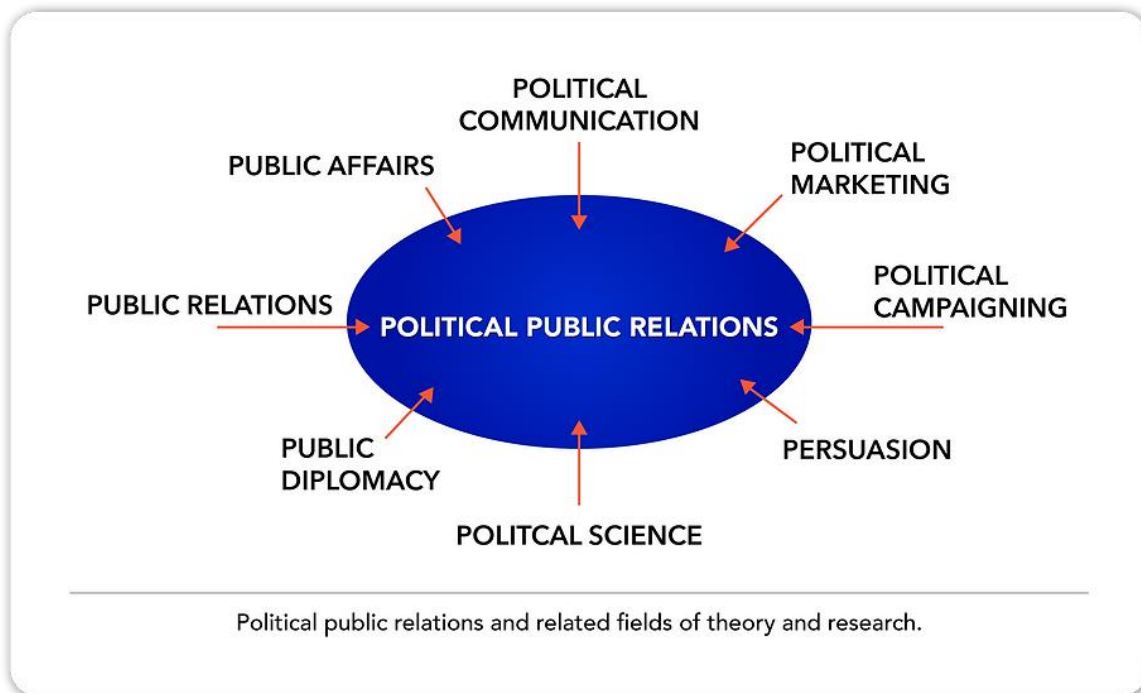 POLITICAL
COMMUNICATION
PUBLIC AFFAIRS
POLITICAL
MARKETING
PUBLIC RELATIONS
POLITICAL PUBLIC RELATIONS
POLITICAL
CAMPAIGNING
PUBLIC
DIPLOMACY
PERSUASION
POLITCAL SCIENCE
Political public relations and related fields of theory and research.